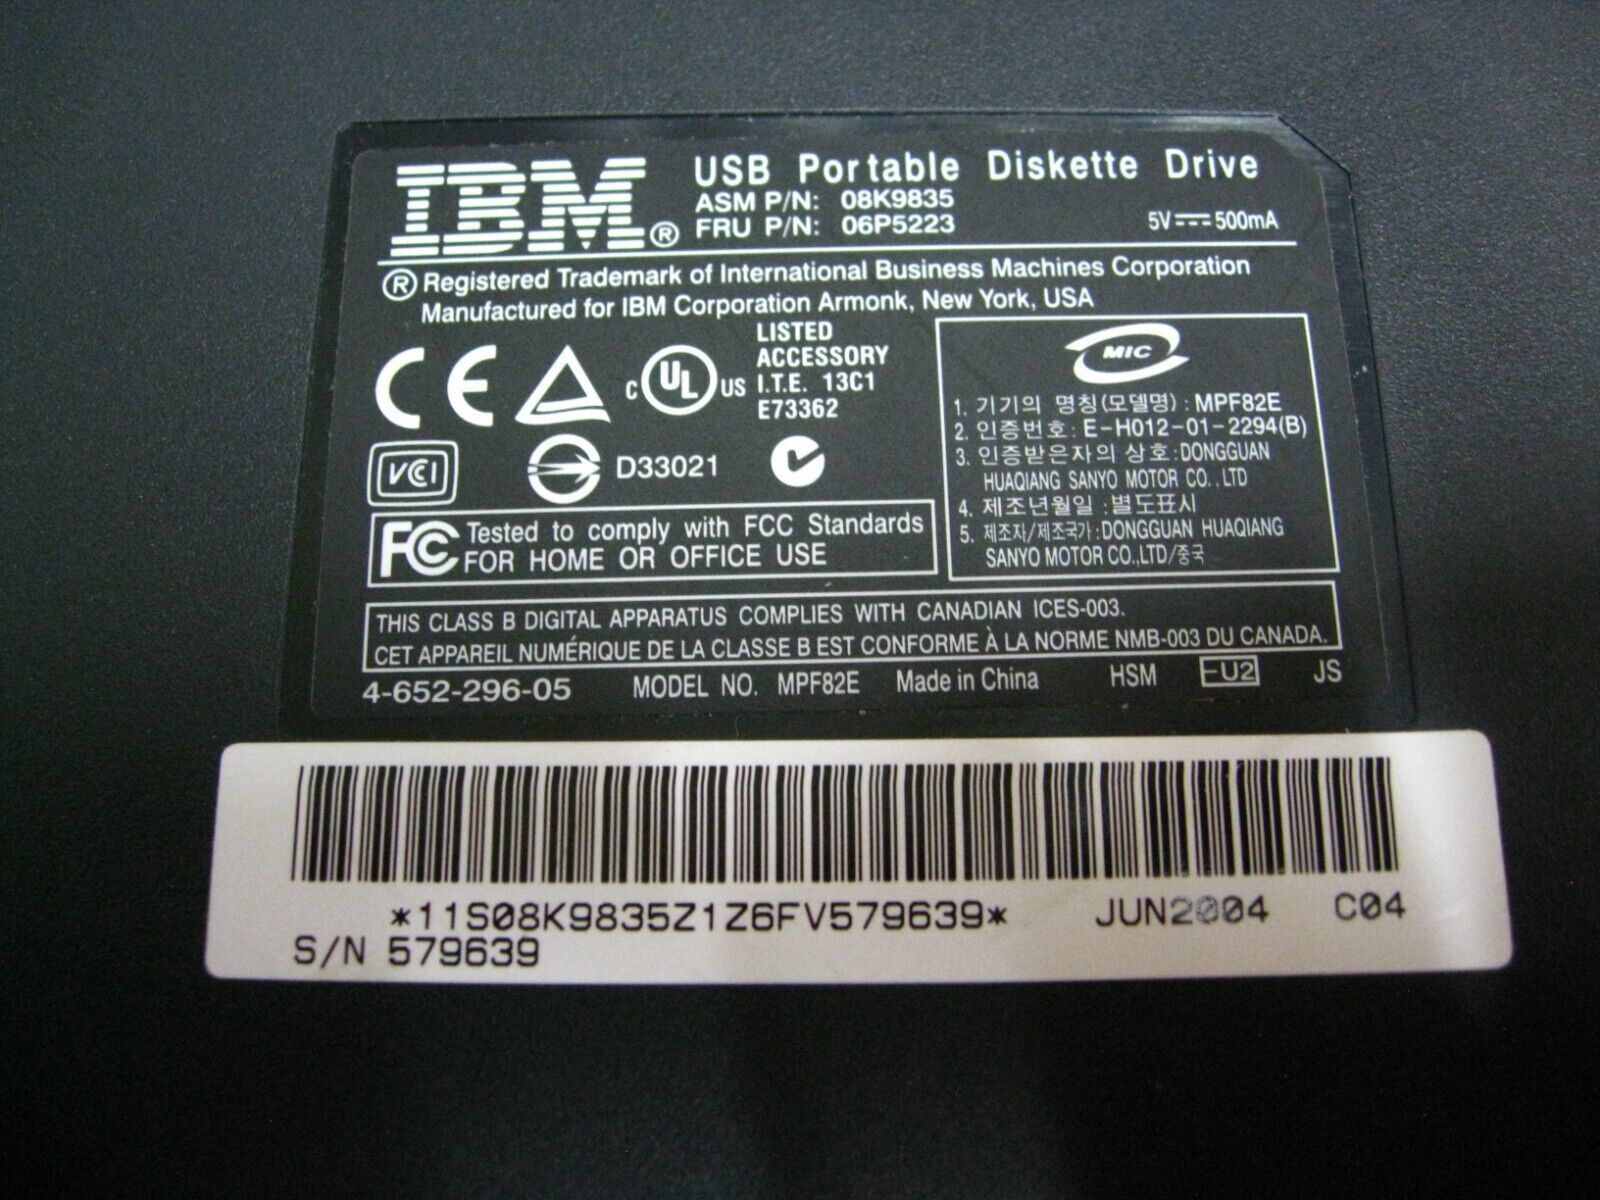 IBM® USB Portable Diskette Drive
ASM P/N: 08K9835
FRU P/N: 06P5223 5V⎓500mA
® Registered Trademark of International Business Machines Corporation
Manufactured for IBM Corporation Armonk, New York, USA
CE
C UL US
LISTED
ACCESSORY
I.T.E. 13C1
E73362
VCI
D33021
FC Tested to comply with FCC Standards
FOR HOME OR OFFICE USE
MIC
1. 기기의 명칭(모델명) : MPF82E
2. 인증번호 : E-H012-01-2294(B)
3. 인증받은자의 상호 : DONGGUAN
HUAQIANG SANYO MOTOR CO., LTD
4. 제조년월일 : 별도표시
5. 제조자/제조국가 : DONGGUAN HUAQIANG
SANYO MOTOR CO.,LTD/중국
THIS CLASS B DIGITAL APPARATUS COMPLIES WITH CANADIAN ICES-003.
CET APPAREIL NUMÉRIQUE DE LA CLASSE B EST CONFORME À LA NORME NMB-003 DU CANADA.
4-652-296-05 MODEL NO. MPF82E Made in China HSM -U2 JS
*11S08K9835Z1Z6FV579639* JUN2004 C04
S/N 579639